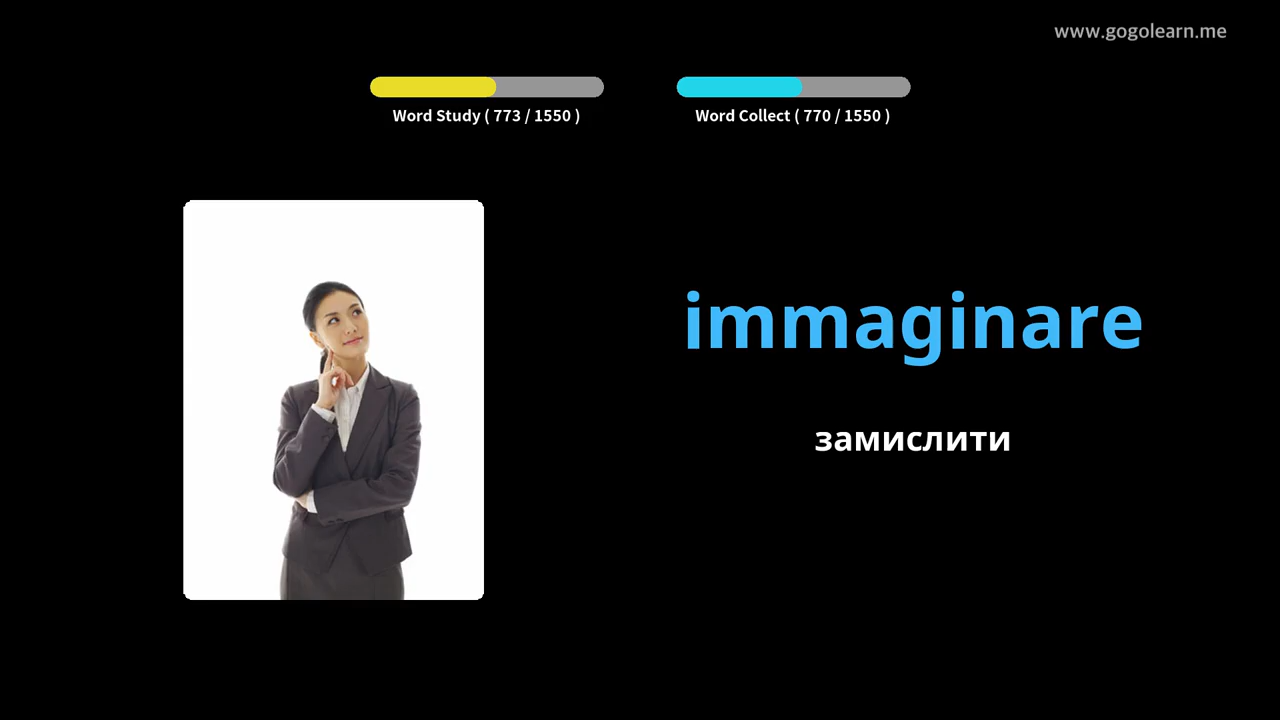 www.gogolearn.me
Word Study ( 773 / 1550 )
Word Collect ( 770 / 1550 )
immaginare
замислити